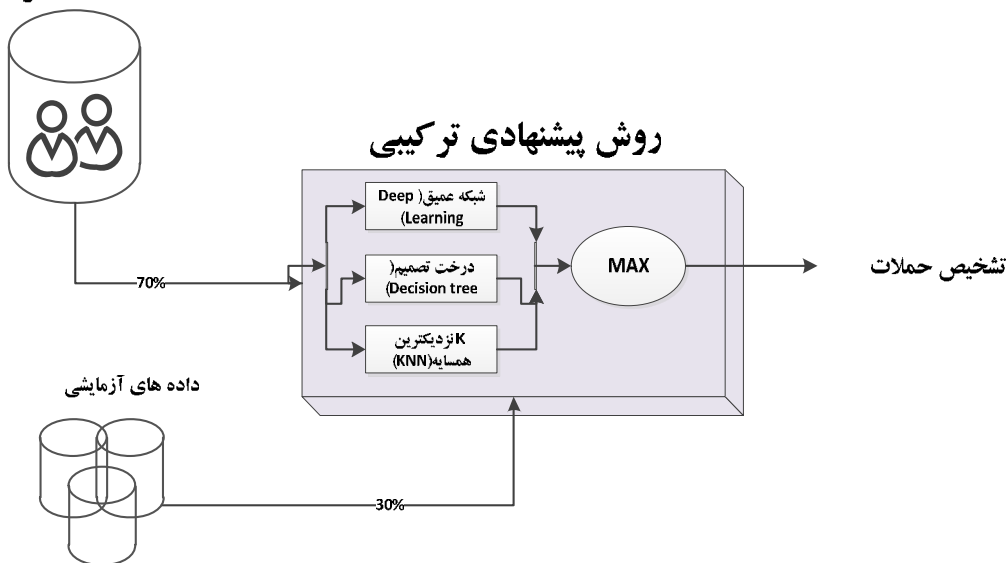 روش پیشنهادی ترکیبی
شبکه عمیق( Deep
Learning)
درخت تصمیم(
Decision tree)
K نزدیکترین
همسایه(KNN)
MAX
تشخیص حملات
70%
داده های آزمایشی
30%